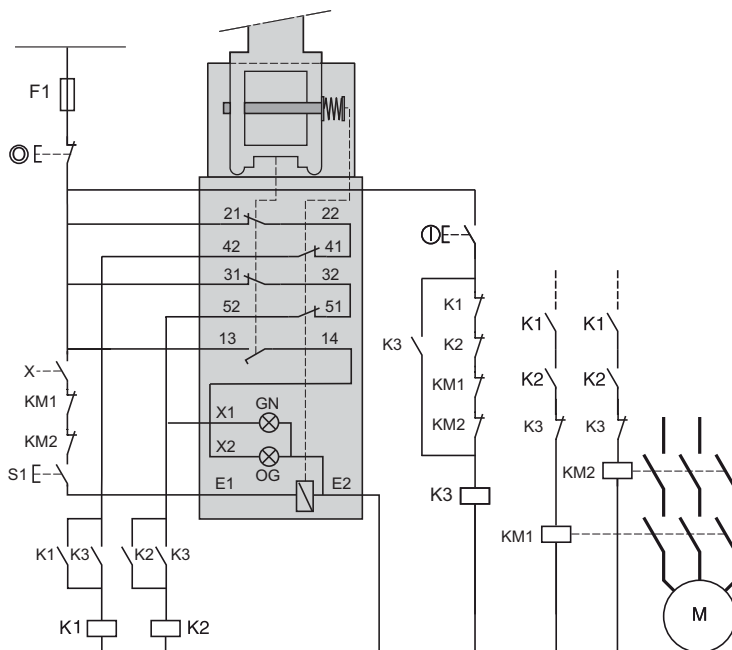 F1
21 22
42 41
31 32
52 51
13 14
K1
K1 K1
K3 K2
X
K2 K2
KM1
KM1
X1 GN
KM2 K3 K3
KM2
X2
OG
S1
E1 E2
KM2
K3
KM1
K1 K3 K2 K3
M
K1 K2